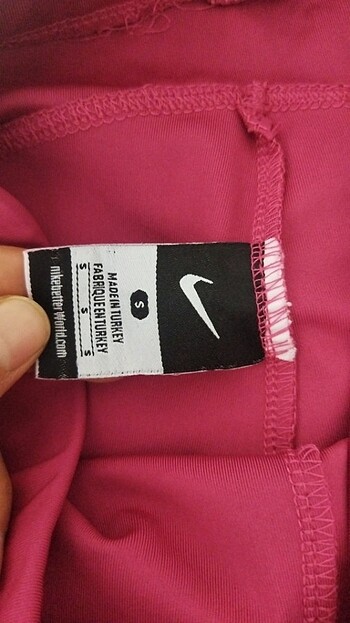 S
MADE IN TURKEY
FABRIQUE EN TURKEY
S S S
nikebetterworld.com